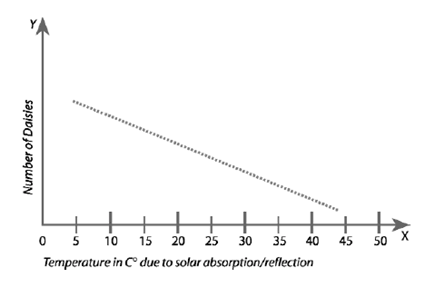 Y
Number of Daisies
0 5 10 15 20 25 30 35 40 45 50 X
Temperature in C° due to solar absorption/reflection